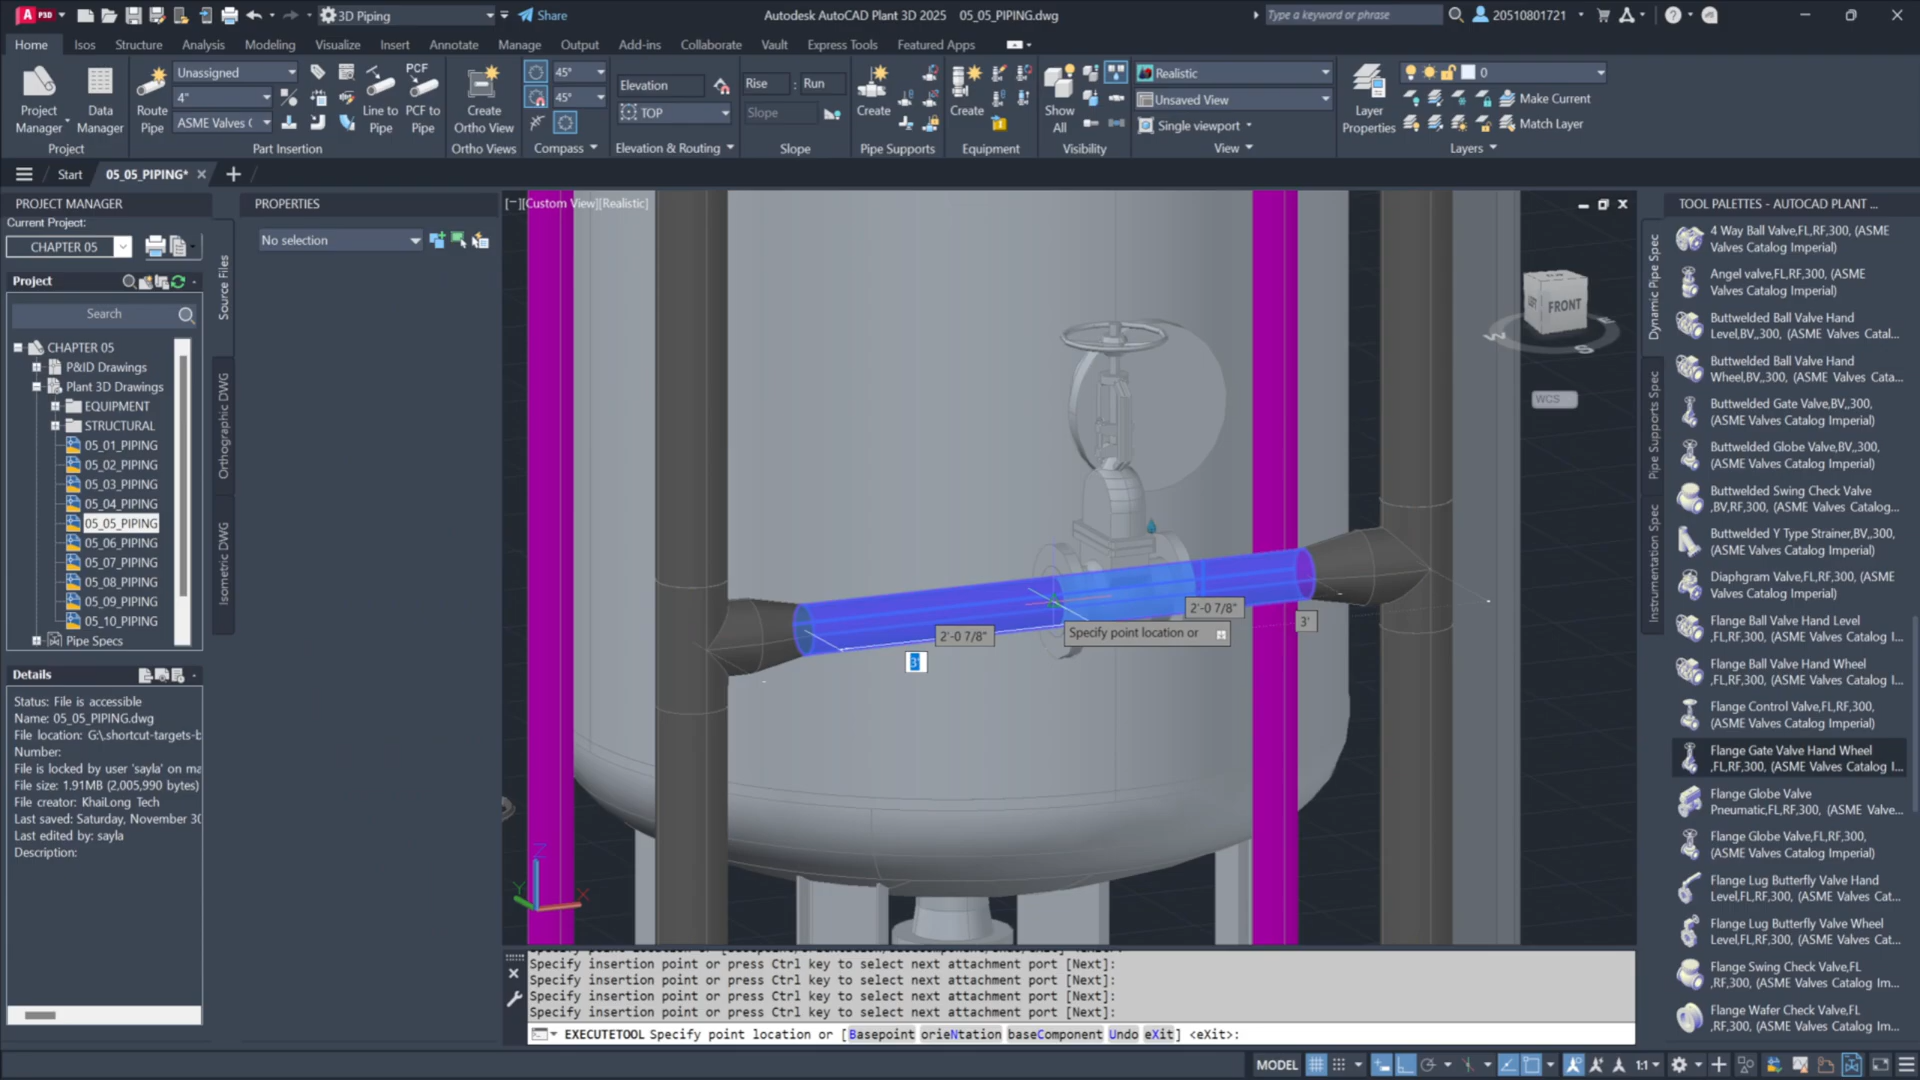 P3D
3D Piping
Share
Autodesk AutoCAD Plant 3D 2025 05_05_PIPING.dwg
Type a keyword or phrase
20510801721
Home Isos Structure Analysis Modeling Visualize Insert Annotate Manage Output Add-ins Collaborate Vault Express Tools Featured Apps
Project Manager
Data Manager
Project
Route Pipe
Unassigned
4"
ASME Valves (
Line to Pipe
PCF
PCF to Pipe
Part Insertion
Create Ortho View
Ortho Views
45°
45°
Compass
Elevation
TOP
Elevation & Routing
Rise : Run
Slope
Slope
Create
Pipe Supports
Create
Equipment
Show All
Visibility
Realistic
Unsaved View
Single viewport
View
Layer Properties
0
Make Current
Match Layer
Layers
Start 05_05_PIPING*
PROJECT MANAGER
Current Project:
CHAPTER 05
Project
Search
CHAPTER 05
P&ID Drawings
Plant 3D Drawings
EQUIPMENT
STRUCTURAL
05_01_PIPING
05_02_PIPING
05_03_PIPING
05_04_PIPING
05_05_PIPING
05_06_PIPING
05_07_PIPING
05_08_PIPING
05_09_PIPING
05_10_PIPING
Pipe Specs
Source Files
Orthographic DWG
Isometric DWG
Details
Status: File is accessible
Name: 05_05_PIPING.dwg
File location: G:\.shortcut-targets-b
Number:
File is locked by user 'sayla' on ma
File size: 1.91MB (2,005,990 bytes)
File creator: KhaiLong Tech
Last saved: Saturday, November 30
Last edited by: sayla
Description:
PROPERTIES
No selection
[−][Custom View][Realistic]
FRONT
W
S
WCS
2'-0 7/8"
3'
2'-0 7/8"
Specify point location or
3'
Z
Y
X
Specify insertion point or press Ctrl key to select next attachment port [Next]:
Specify insertion point or press Ctrl key to select next attachment port [Next]:
Specify insertion point or press Ctrl key to select next attachment port [Next]:
Specify insertion point or press Ctrl key to select next attachment port [Next]:
EXECUTETOOL Specify point location or [Basepoint orieNtation baseComponent Undo eXit] <eXit>:
TOOL PALETTES - AUTOCAD PLANT ...
Dynamic Pipe Spec
Pipe Supports Spec
Instrumentation Spec
4 Way Ball Valve,FL,RF,300, (ASME
Valves Catalog Imperial)
Angel valve,FL,RF,300, (ASME
Valves Catalog Imperial)
Buttwelded Ball Valve Hand
Level,BV,,300, (ASME Valves Catal...
Buttwelded Ball Valve Hand
Wheel,BV,,300, (ASME Valves Cata...
Buttwelded Gate Valve,BV,,300,
(ASME Valves Catalog Imperial)
Buttwelded Globe Valve,BV,,300,
(ASME Valves Catalog Imperial)
Buttwelded Swing Check Valve
,BV,RF,300, (ASME Valves Catalog...
Buttwelded Y Type Strainer,BV,,300,
(ASME Valves Catalog Imperial)
Diaphgram Valve,FL,RF,300,
(ASME Valves Catalog Imperial)
Flange Ball Valve Hand Level
,FL,RF,300, (ASME Valves Catalog I...
Flange Ball Valve Hand Wheel
,FL,RF,300, (ASME Valves Catalog I...
Flange Control Valve,FL,RF,300,
(ASME Valves Catalog Imperial)
Flange Gate Valve Hand Wheel
,FL,RF,300, (ASME Valves Catalog I...
Flange Globe Valve
Pneumatic,FL,RF,300, (ASME Valve...
Flange Globe Valve,FL,RF,300,
(ASME Valves Catalog Imperial)
Flange Lug Butterfly Valve Hand
Level,FL,RF,300, (ASME Valves Cat...
Flange Lug Butterfly Valve Wheel
Level,FL,RF,300, (ASME Valves Cat...
Flange Swing Check Valve,FL
,RF,300, (ASME Valves Catalog Im...
Flange Wafer Check Valve,FL
,RF,300, (ASME Valves Catalog Im...
MODEL
1:1